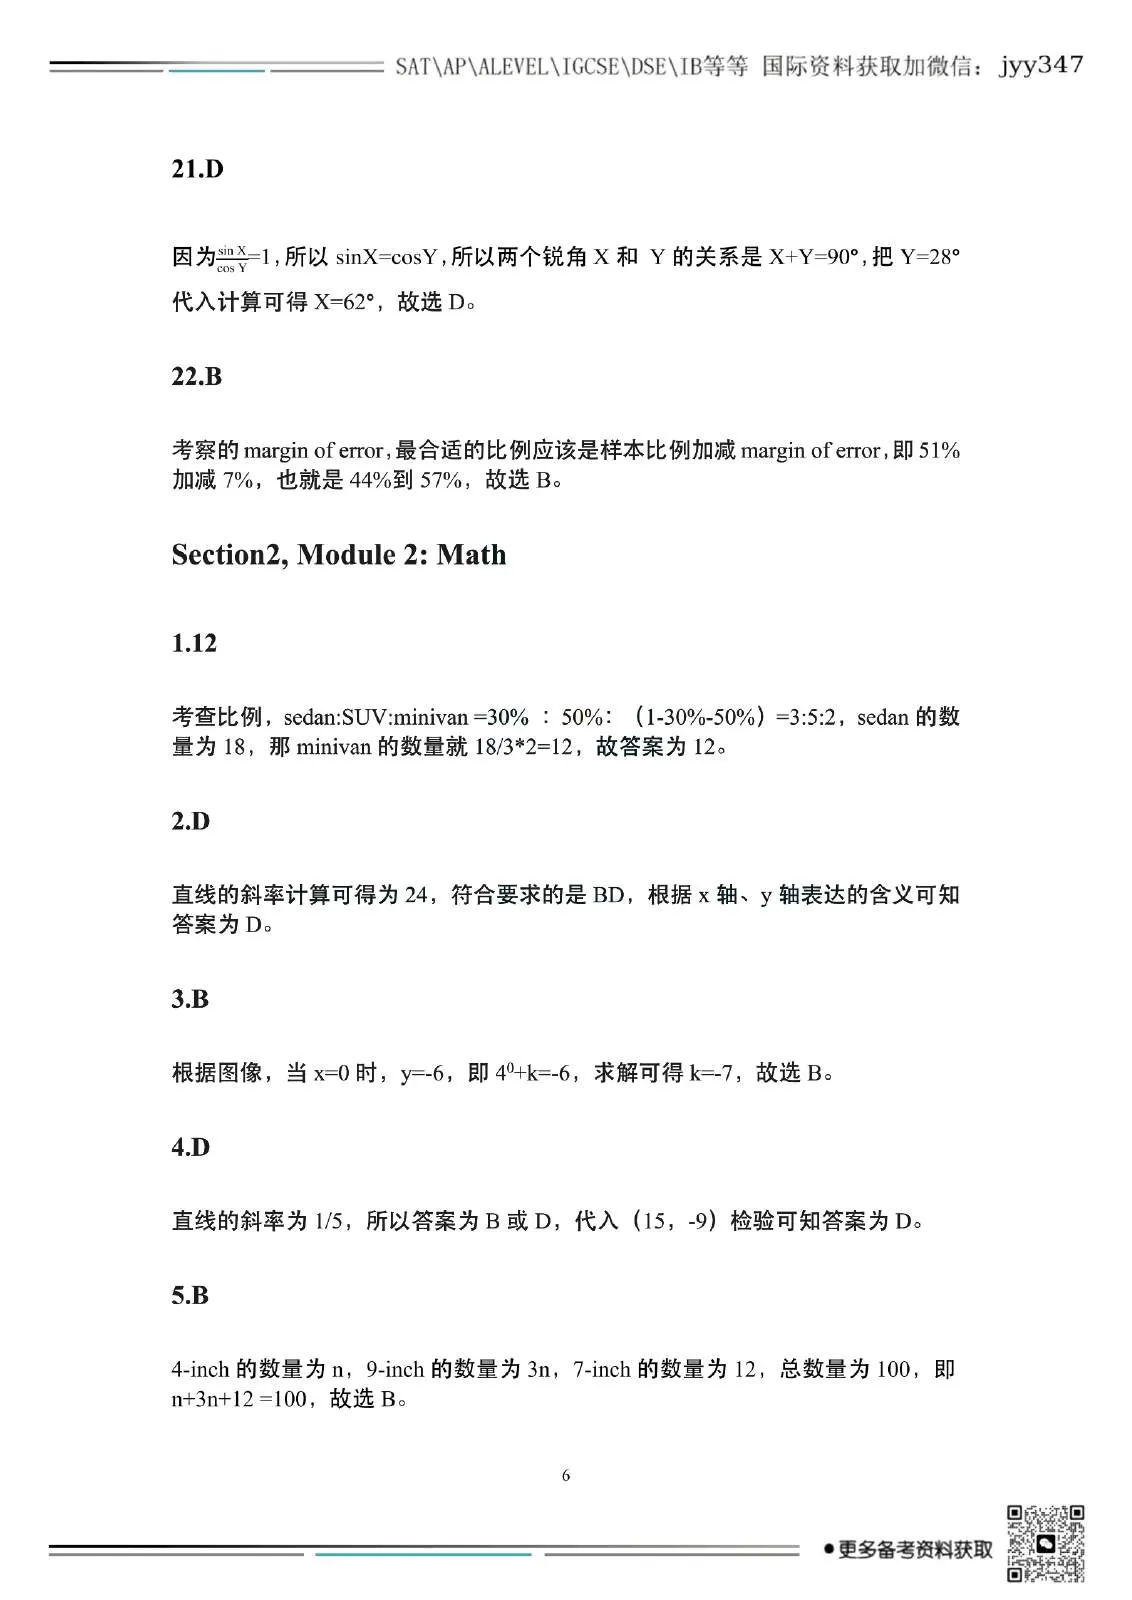 SAT\AP\ALEVEL\IGCSE\DSE\IB等等 国际资料获取加微信：jyy347
21.D
因为sin X/cos Y=1，所以 sinX=cosY，所以两个锐角 X 和 Y 的关系是 X+Y=90°，把 Y=28°
代入计算可得 X=62°，故选 D。
22.B
考察的 margin of error，最合适的比例应该是样本比例加减 margin of error，即 51%
加减 7%，也就是 44%到 57%，故选 B。
Section2, Module 2: Math
1.12
考查比例，sedan:SUV:minivan =30% ：50%：（1-30%-50%）=3:5:2，sedan 的数
量为 18，那 minivan 的数量就 18/3*2=12，故答案为 12。
2.D
直线的斜率计算可得为 24，符合要求的是 BD，根据 x 轴、y 轴表达的含义可知
答案为 D。
3.B
根据图像，当 x=0 时，y=-6，即 4⁰+k=-6，求解可得 k=-7，故选 B。
4.D
直线的斜率为 1/5，所以答案为 B 或 D，代入（15，-9）检验可知答案为 D。
5.B
4-inch 的数量为 n，9-inch 的数量为 3n，7-inch 的数量为 12，总数量为 100，即
n+3n+12 =100，故选 B。
6
●更多备考资料获取